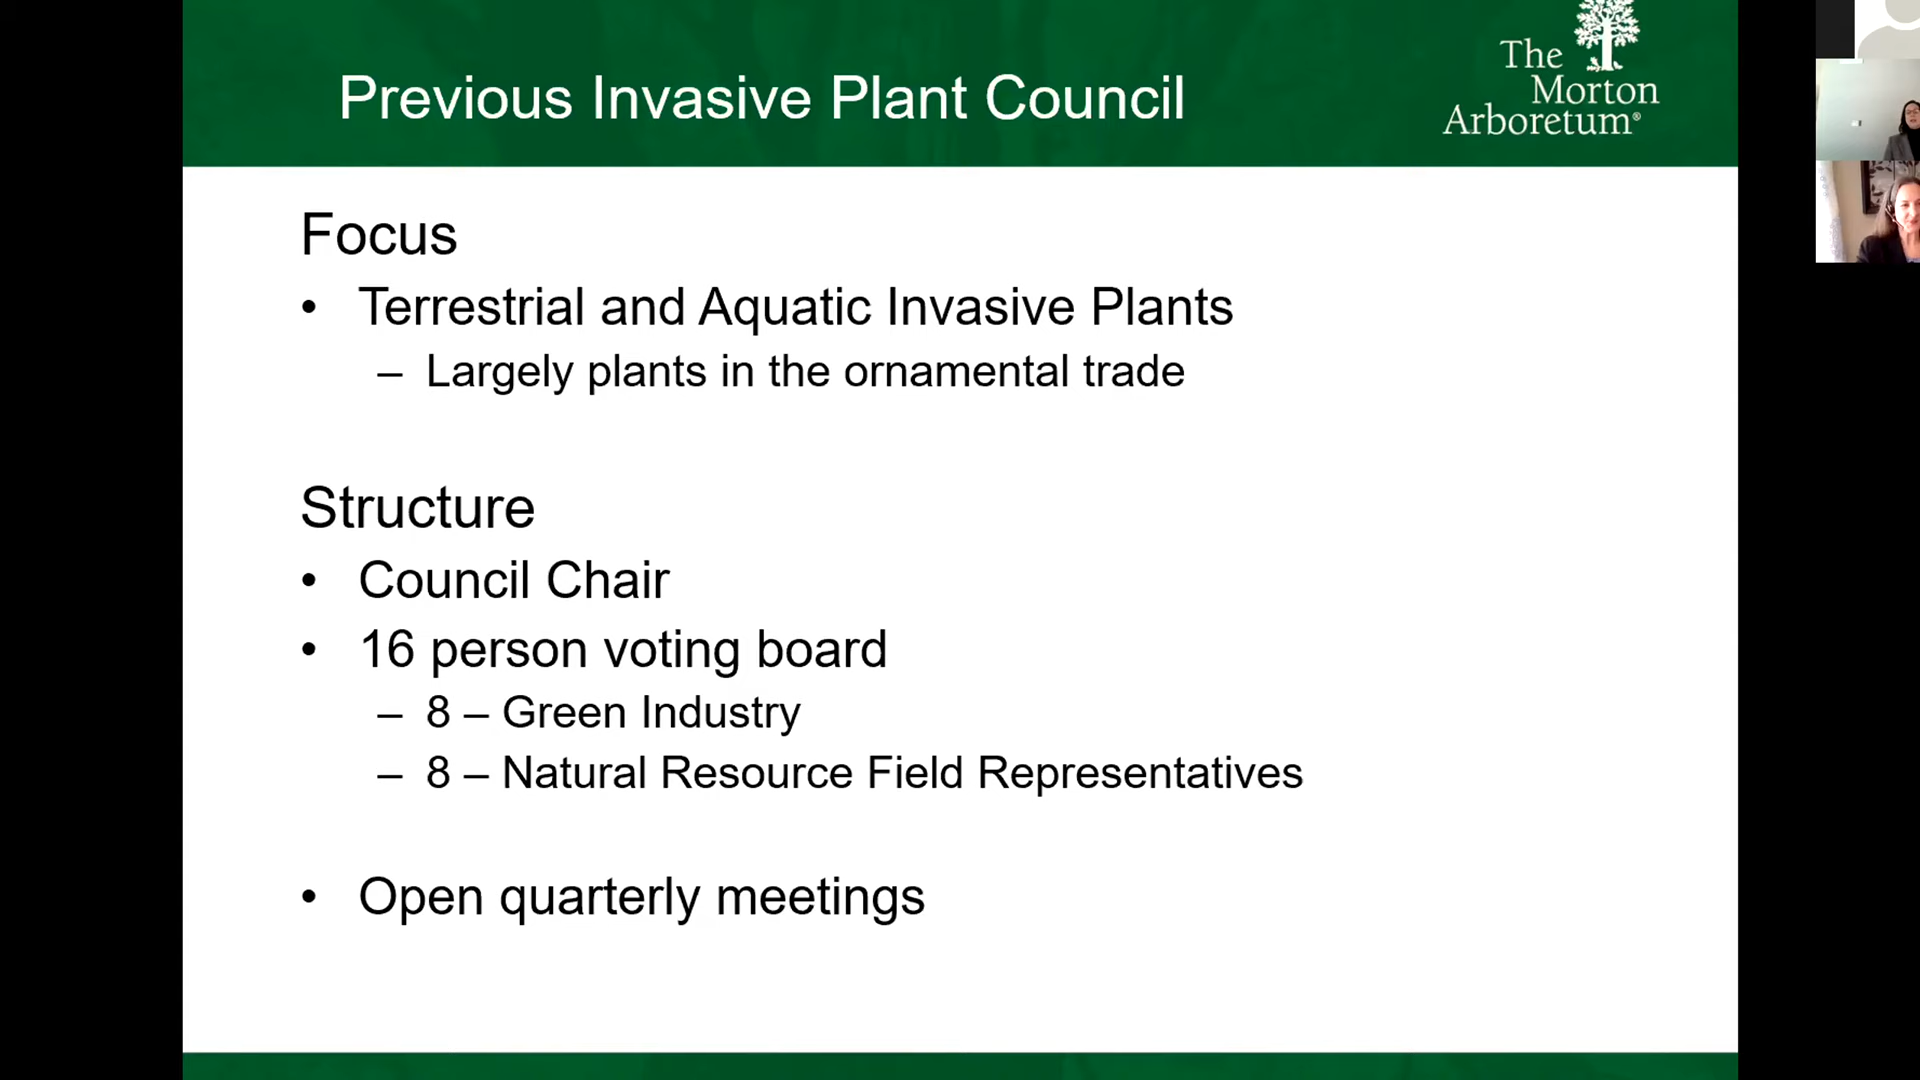 Previous Invasive Plant Council
The
Morton
Arboretum®
Focus
• Terrestrial and Aquatic Invasive Plants
– Largely plants in the ornamental trade
Structure
• Council Chair
• 16 person voting board
– 8 – Green Industry
– 8 – Natural Resource Field Representatives
• Open quarterly meetings